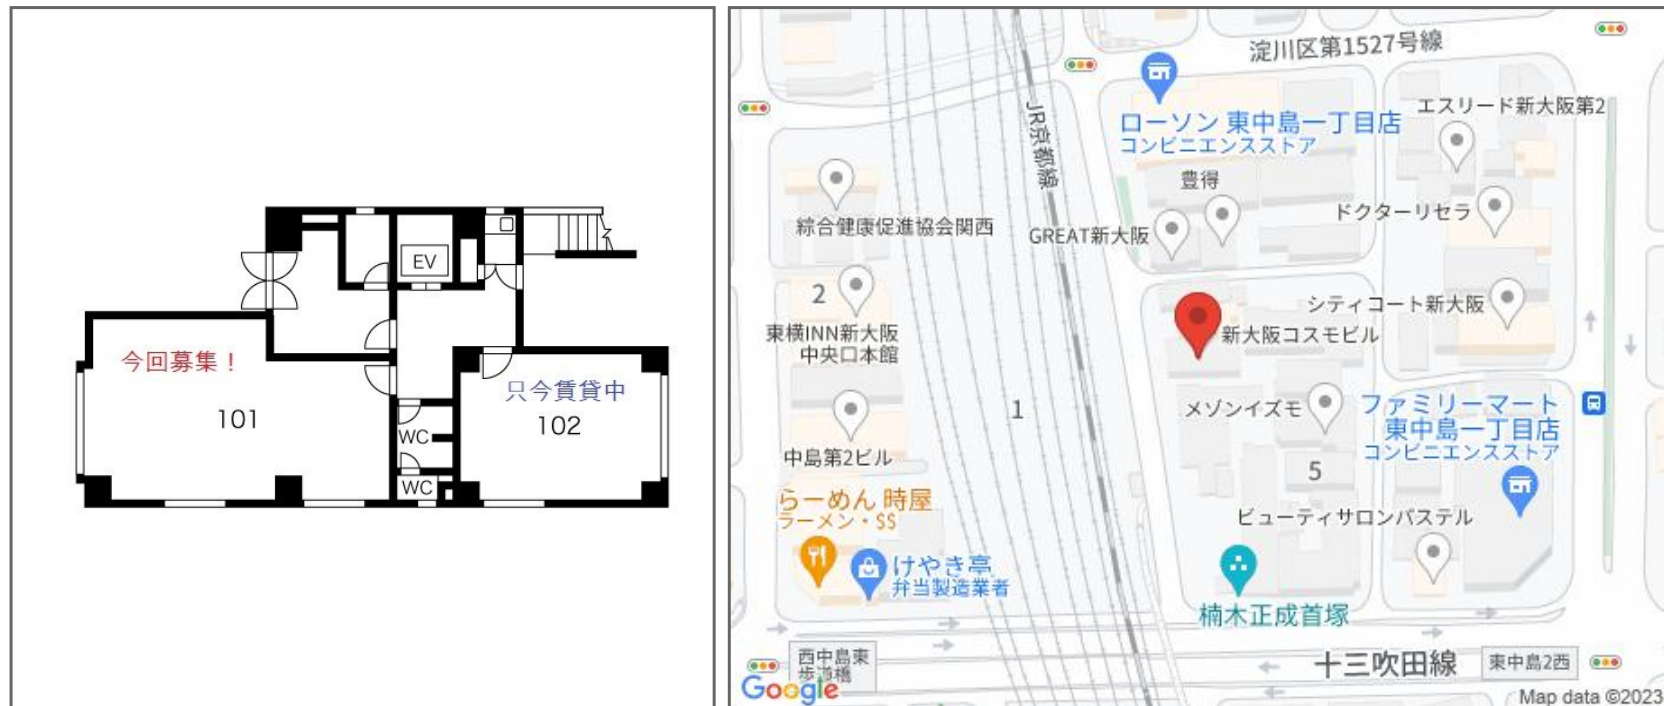 EV
今回募集！
101
只今賃貸中
102
WC
WC
淀川区第1527号線
JR京都線
ローソン 東中島一丁目店
コンビニエンスストア
エスリード新大阪第2
豊得
綜合健康促進協会関西
GREAT新大阪
ドクターリセラ
2
東横INN新大阪
中央口本館
シティコート新大阪
新大阪コスモビル
1
メゾンイズモ
ファミリーマート
東中島一丁目店
コンビニエンスストア
中島第2ビル
5
らーめん 時屋
ラーメン・SS
ビューティサロンパステル
けやき亭
弁当製造業者
楠木正成首塚
西中島東
歩道橋
十三吹田線
東中島2西
Google
Map data ©2023